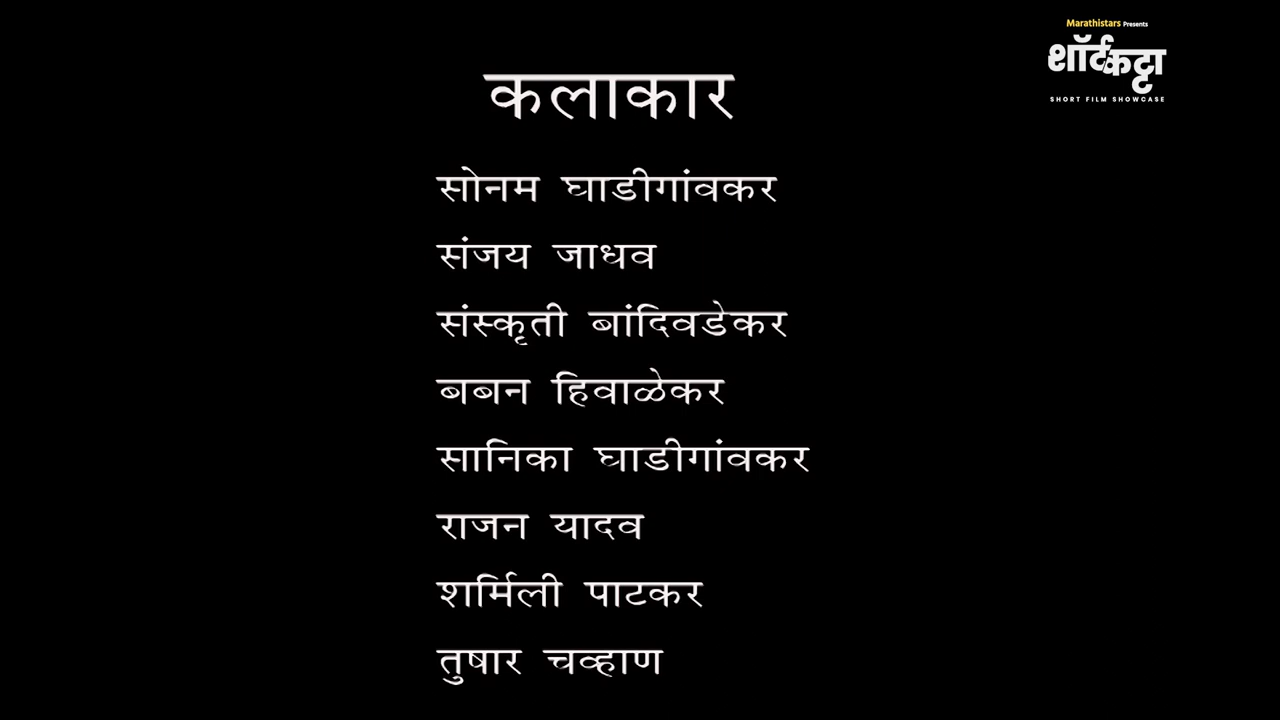 Marathistars Presents
शॉर्टकट्टा
SHORT FILM SHOWCASE
कलाकार
सोनम घाडीगांवकर
संजय जाधव
संस्कृती बांदिवडेकर
बबन हिवाळेकर
सानिका घाडीगांवकर
राजन यादव
शर्मिली पाटकर
तुषार चव्हाण